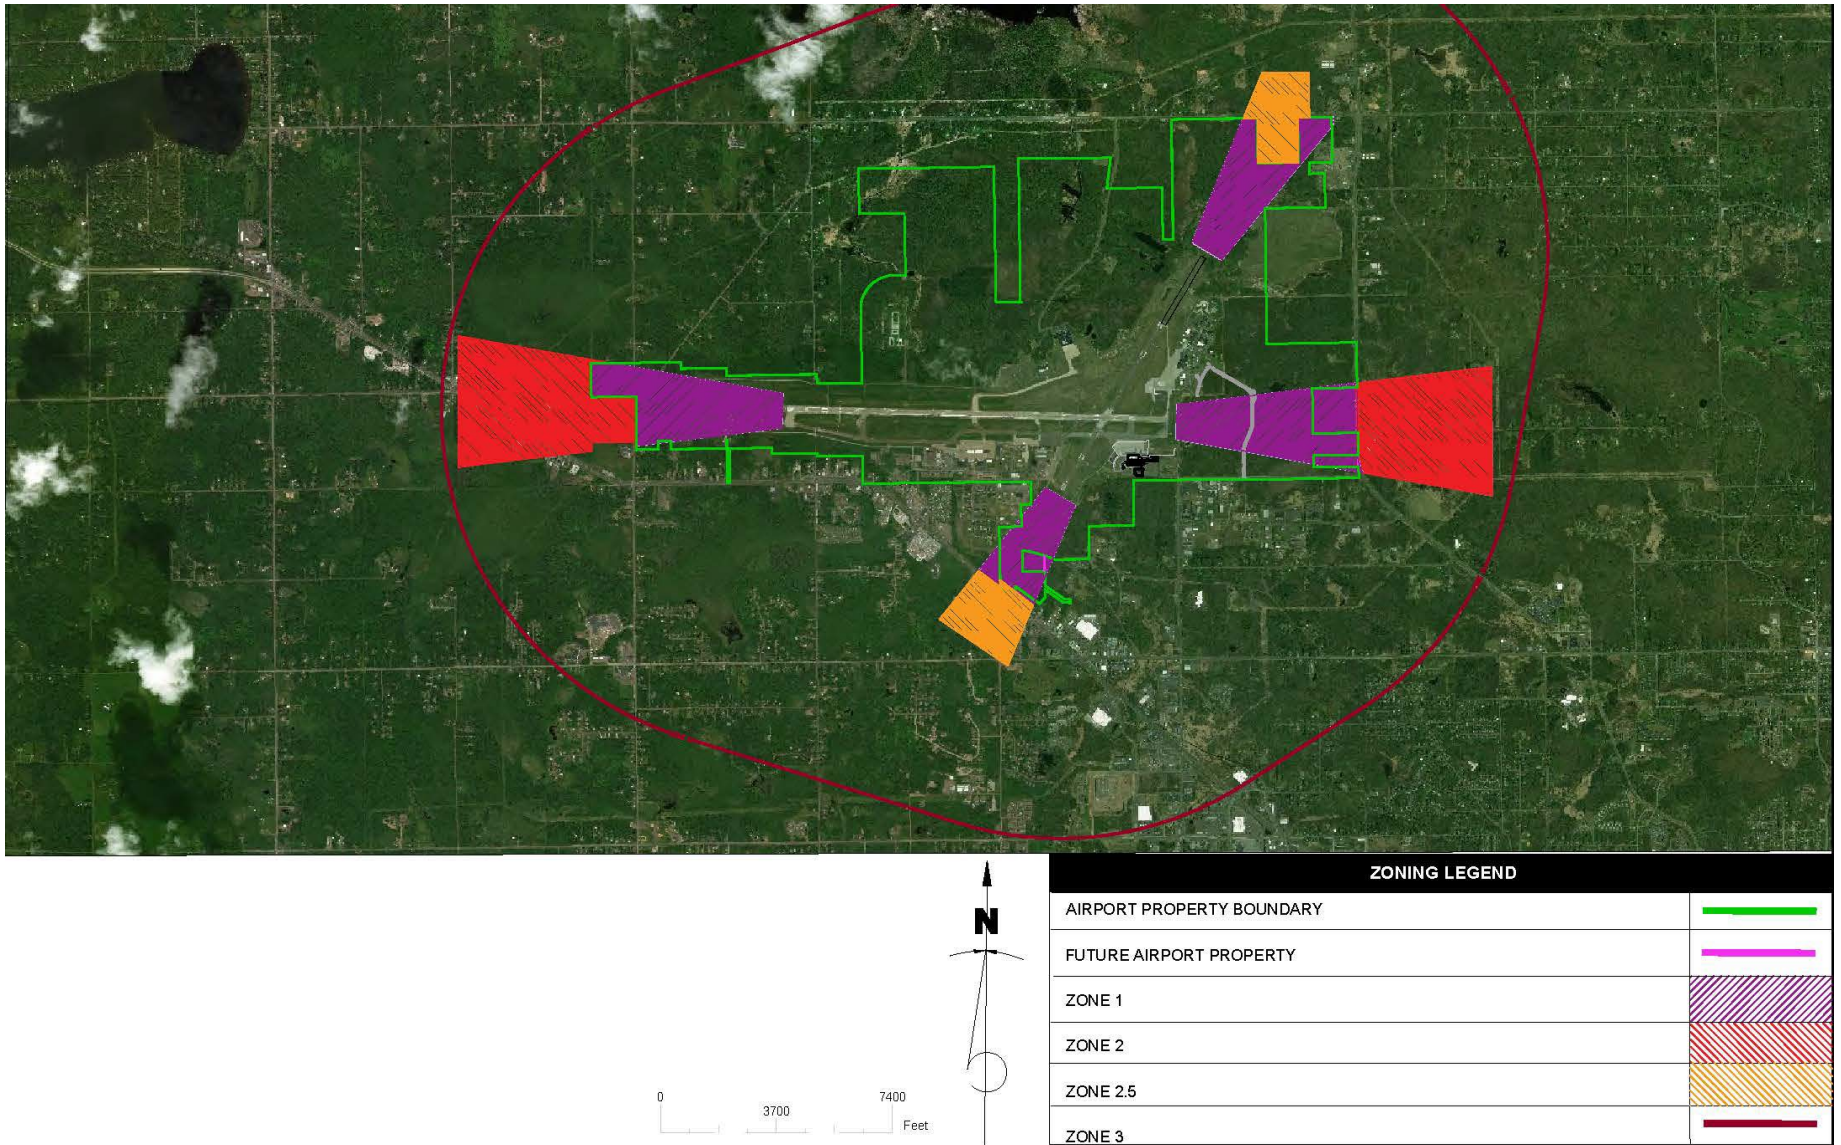 N
0
3700
7400
Feet
ZONING LEGEND
AIRPORT PROPERTY BOUNDARY
FUTURE AIRPORT PROPERTY
ZONE 1
ZONE 2
ZONE 2.5
ZONE 3